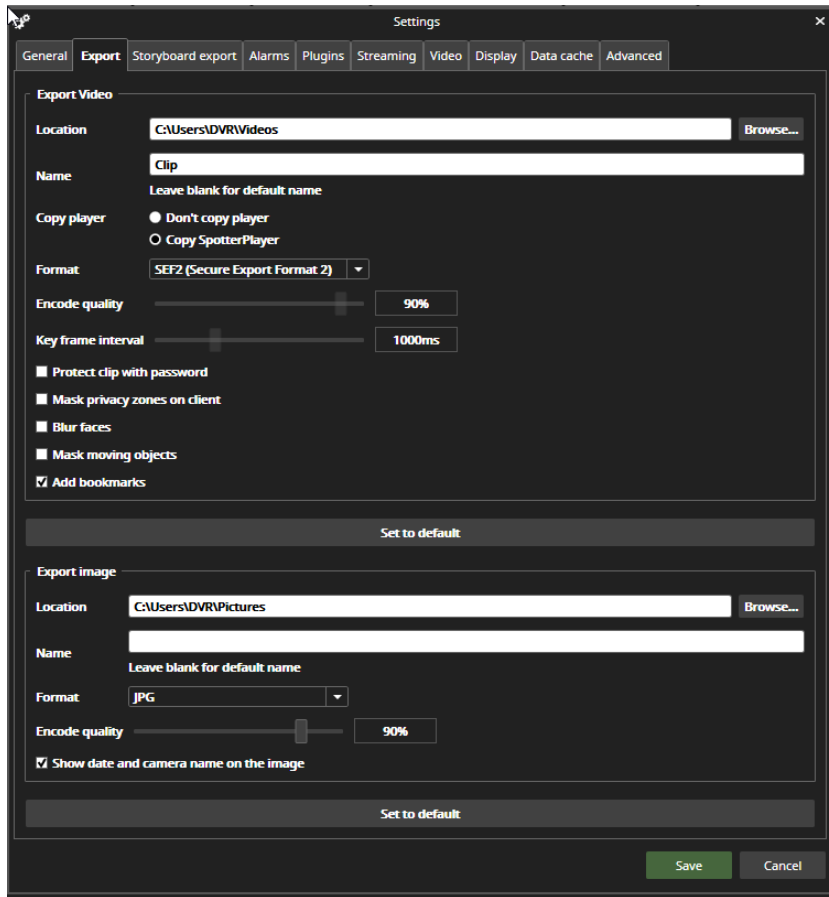 Settings
General Export Storyboard export Alarms Plugins Streaming Video Display Data cache Advanced
Export Video
Location C:\Users\DVR\Videos Browse...
Name Clip
Leave blank for default name
Copy player Don't copy player
Copy SpotterPlayer
Format SEF2 (Secure Export Format 2)
Encode quality 90%
Key frame interval 1000ms
Protect clip with password
Mask privacy zones on client
Blur faces
Mask moving objects
Add bookmarks
Set to default
Export image
Location C:\Users\DVR\Pictures Browse...
Name
Leave blank for default name
Format JPG
Encode quality 90%
Show date and camera name on the image
Set to default
Save Cancel